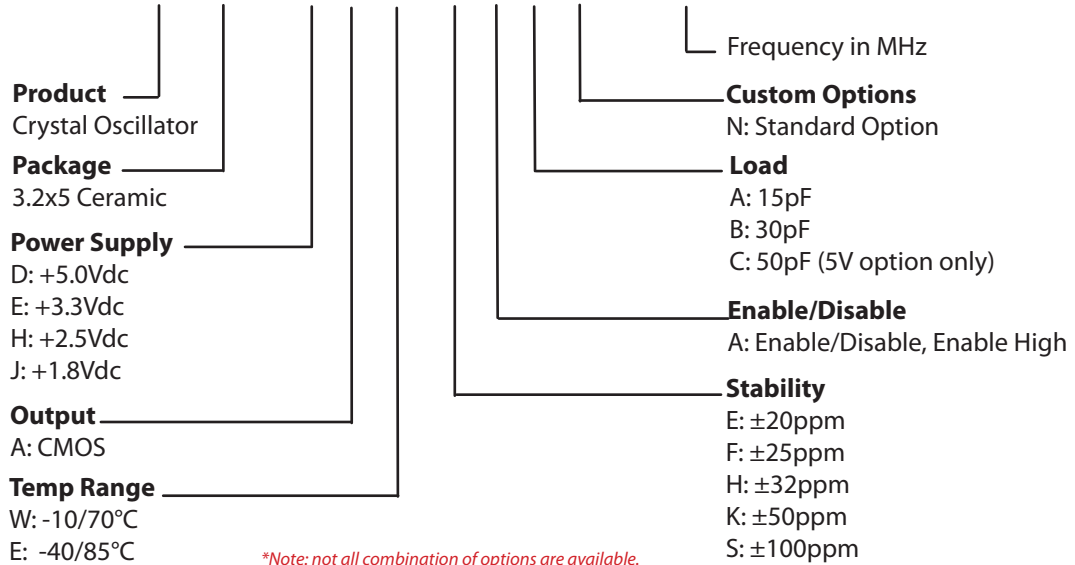 Product
Crystal Oscillator
Package
3.2x5 Ceramic
Power Supply
D: +5.0Vdc
E: +3.3Vdc
H: +2.5Vdc
J: +1.8Vdc
Output
A: CMOS
Temp Range
W: -10/70°C
E: -40/85°C
*Note: not all combination of options are available.
Frequency in MHz
Custom Options
N: Standard Option
Load
A: 15pF
B: 30pF
C: 50pF (5V option only)
Enable/Disable
A: Enable/Disable, Enable High
Stability
E: ±20ppm
F: ±25ppm
H: ±32ppm
K: ±50ppm
S: ±100ppm